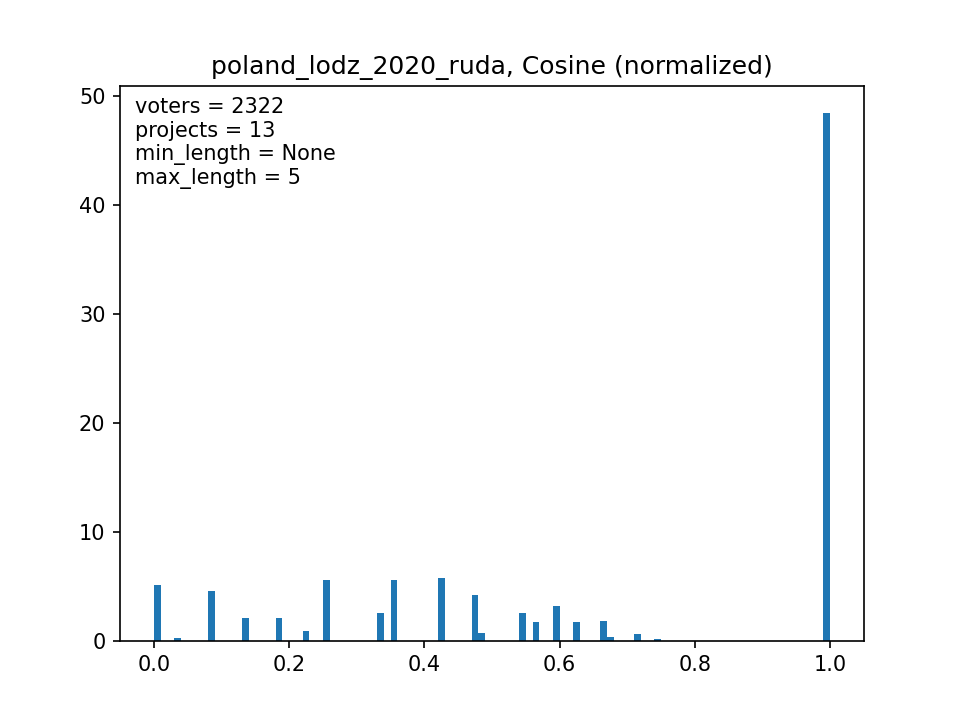 poland_lodz_2020_ruda, Cosine (normalized)
voters = 2322
projects = 13
min_length = None
max_length = 5
50
40
30
20
10
0
0.0 0.2 0.4 0.6 0.8 1.0